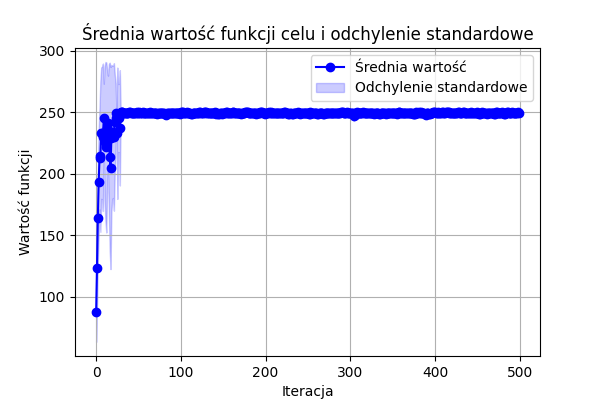 Średnia wartość funkcji celu i odchylenie standardowe
300
250
200
150
100
Wartość funkcji
Średnia wartość
Odchylenie standardowe
0 100 200 300 400 500
Iteracja